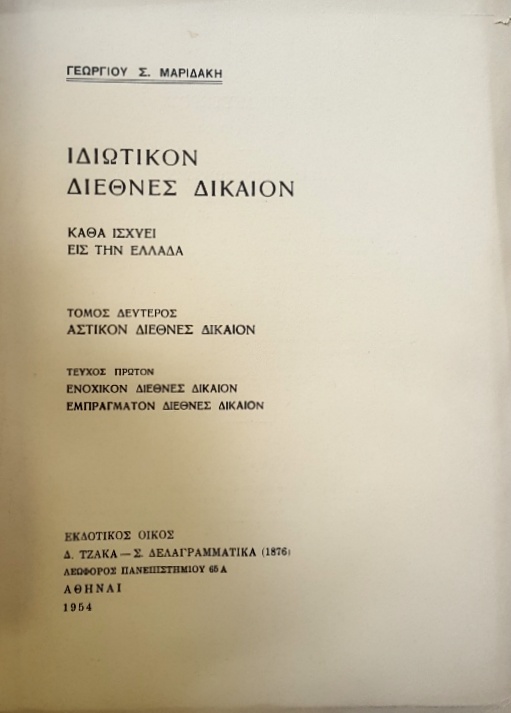 ΓΕΩΡΓΙΟΥ Σ. ΜΑΡΙΔΑΚΗ
ΙΔΙΩΤΙΚΟΝ
ΔΙΕΘΝΕΣ ΔΙΚΑΙΟΝ
ΚΑΘΑ ΙΣΧΥΕΙ
ΕΙΣ ΤΗΝ ΕΛΛΑΔΑ
ΤΟΜΟΣ ΔΕΥΤΕΡΟΣ
ΑΣΤΙΚΟΝ ΔΙΕΘΝΕΣ ΔΙΚΑΙΟΝ
ΤΕΥΧΟΣ ΠΡΩΤΟΝ
ΕΝΟΧΙΚΟΝ ΔΙΕΘΝΕΣ ΔΙΚΑΙΟΝ
ΕΜΠΡΑΓΜΑΤΟΝ ΔΙΕΘΝΕΣ ΔΙΚΑΙΟΝ
ΕΚΔΟΤΙΚΟΣ ΟΙΚΟΣ
Δ. ΤΖΑΚΑ — Σ. ΔΕΛΑΓΡΑΜΜΑΤΙΚΑ (1876)
ΛΕΩΦΟΡΟΣ ΠΑΝΕΠΙΣΤΗΜΙΟΥ 65 Α
ΑΘΗΝΑΙ
1954